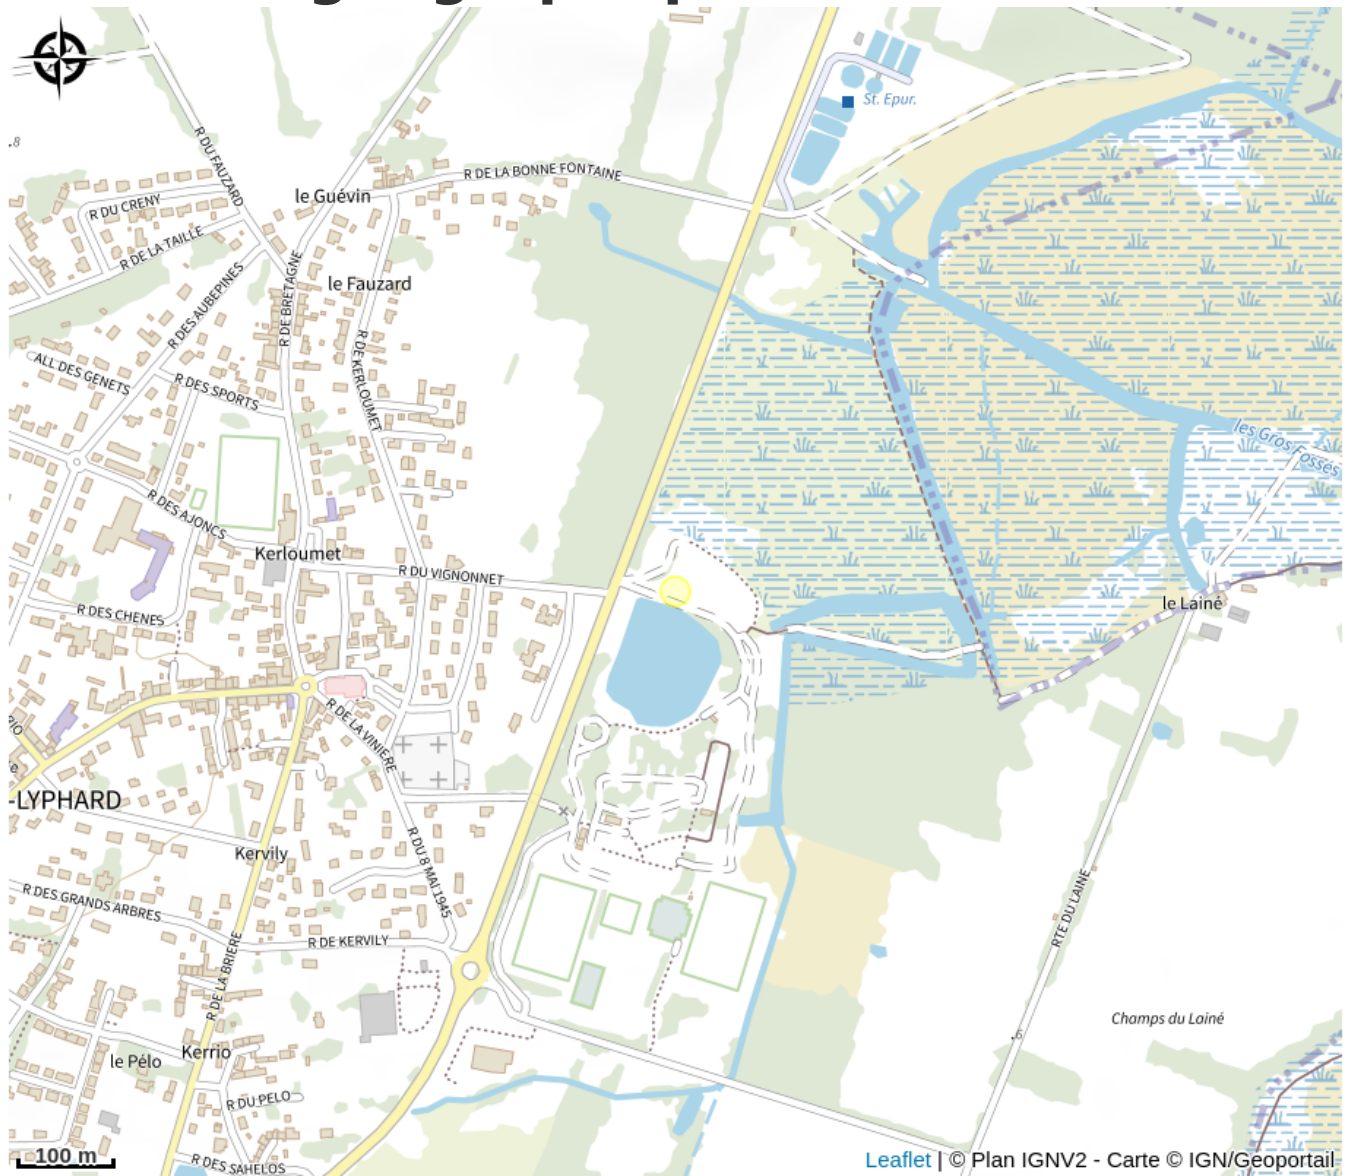 .8
St. Epur.
R DU FAUZARD
R DE LA BONNE FONTAINE
le Guévin
R DU CRENY
R DE LA TAILLE
R DE BRETAGNE
le Fauzard
R DES AUBEPINES
R DE KERLOUMET
ALL DES GENETS
R DES SPORTS
les Gros Fossés
R DES AJONCS
Kerloumet
R DU VIGNONNET
R DES CHENES
le Lainé
R DE LA VINIERE
RIO
-LYPHARD
Kervily
R DU 8 MAI 1945
R DES GRANDS ARBRES
R DE KERVILY
RTE DU LAINE
R DE LA BRIERE
Champs du Lainé
.6
le Pélo
Kerrio
R DU PELO
R DES SAHELOS
100 m
Leaflet | © Plan IGNV2 - Carte © IGN/Geoportail